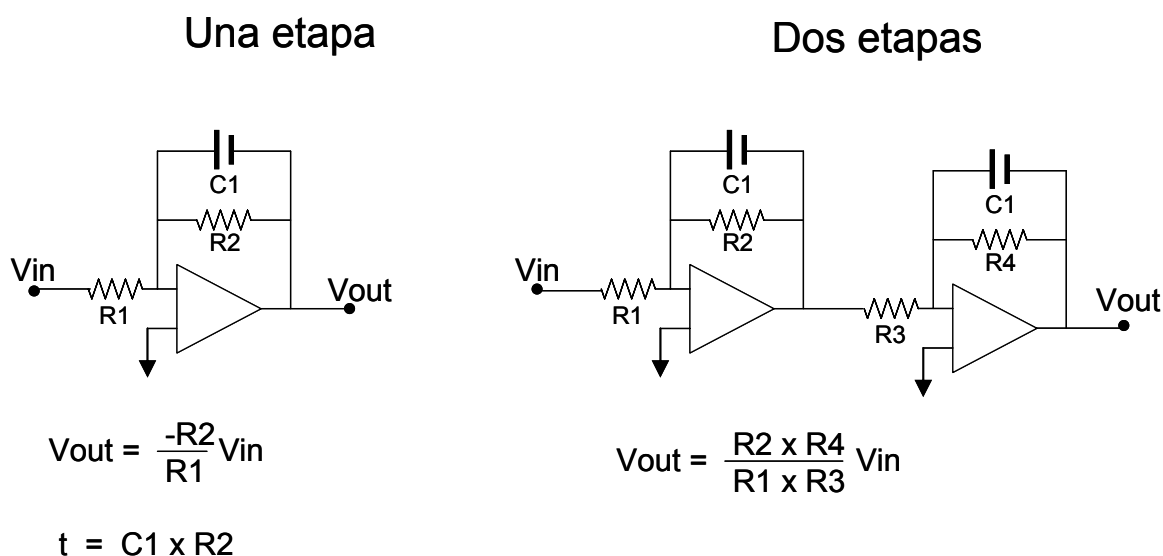 Una etapa
C1
R2
Vin
R1
Vout
Vout = -R2/R1 Vin
t = C1 x R2
Dos etapas
C1
R2
Vin
R1
C1
R4
R3
Vout
Vout = R2 x R4/R1 x R3 Vin